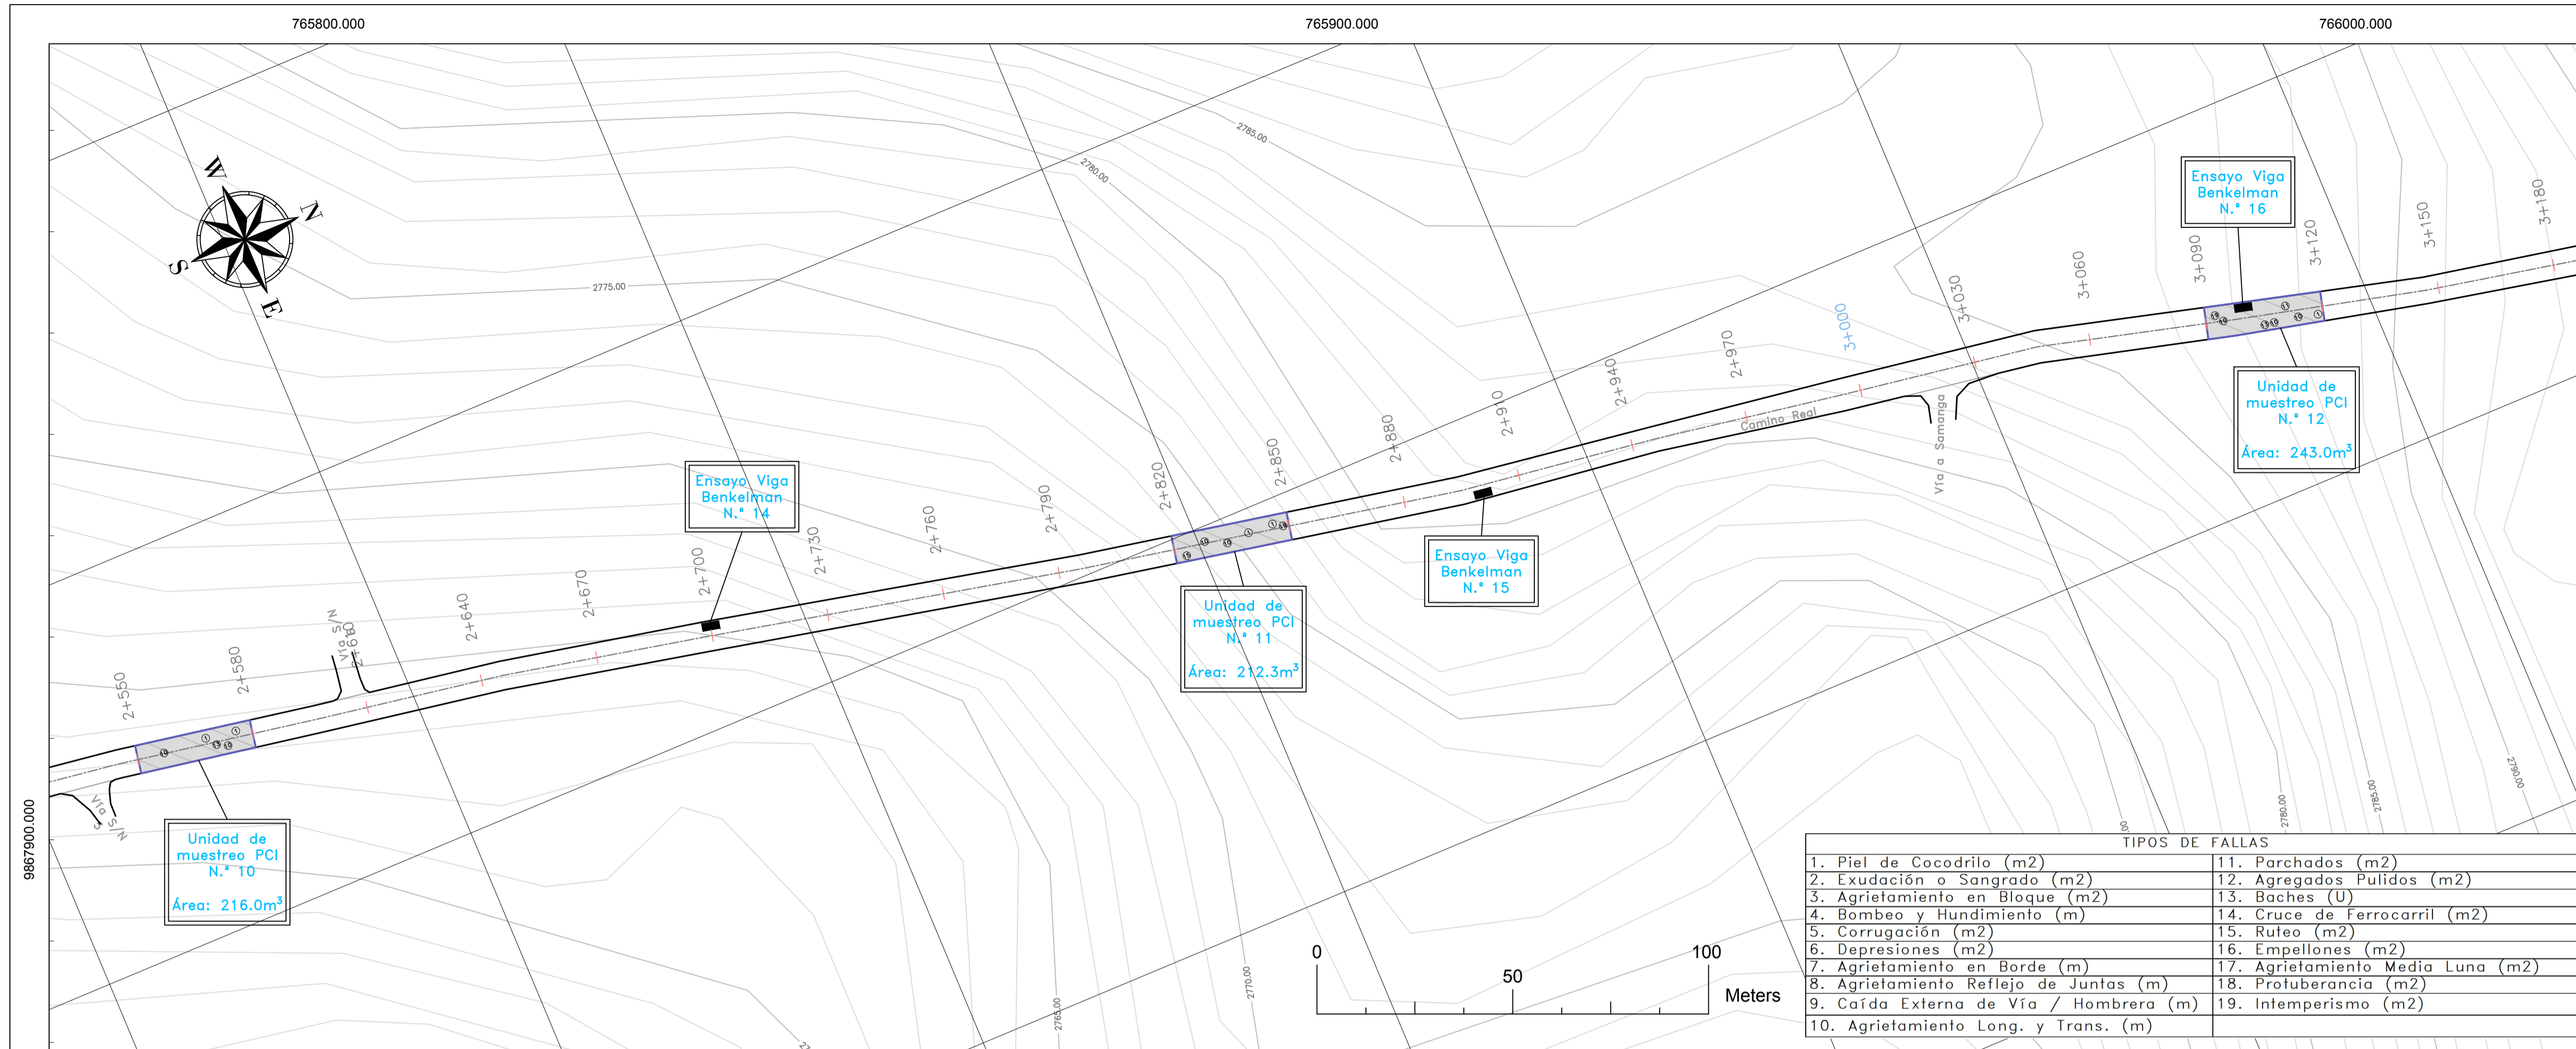 765800.000
765900.000
766000.000
W
N
S
E
2785.00
2780.00
2775.00
Ensayo Viga
Benkelman
N.° 16
3+180
3+150
3+120
3+090
3+060
3+030
3+000
2+970
2+940
2+910
2+880
2+850
2+820
2+790
2+760
2+730
2+700
2+670
2+640
2+610
2+580
2+550
Camino Real
Vía a Samanga
Vía S/N
Vía S/N
Unidad de
muestreo PCI
N.° 12
Área: 243.0m³
Ensayo Viga
Benkelman
N.° 14
Ensayo Viga
Benkelman
N.° 15
Unidad de
muestreo PCI
N.° 11
Área: 212.3m³
Unidad de
muestreo PCI
N.° 10
Área: 216.0m³
9867900.000
2760.00
2785.00
2780.00
2770.00
2765.00
0
50
100
Meters
TIPOS DE FALLAS
1. Piel de Cocodrilo (m2)
11. Parchados (m2)
2. Exudación o Sangrado (m2)
12. Agregados Pulidos (m2)
3. Agrietamiento en Bloque (m2)
13. Baches (U)
4. Bombeo y Hundimiento (m)
14. Cruce de Ferrocarril (m2)
5. Corrugación (m2)
15. Ruteo (m2)
6. Depresiones (m2)
16. Empellones (m2)
7. Agrietamiento en Borde (m)
17. Agrietamiento Media Luna (m2)
8. Agrietamiento Reflejo de Juntas (m)
18. Protuberancia (m2)
9. Caída Externa de Vía / Hombrera (m)
19. Intemperismo (m2)
10. Agrietamiento Long. y Trans. (m)